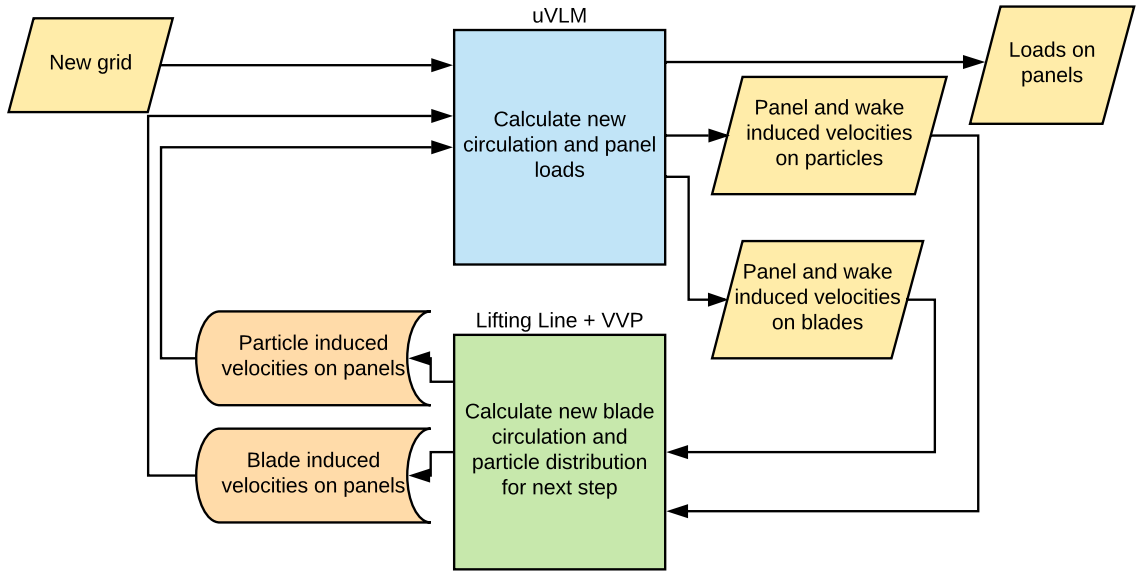 uVLM
New grid
Loads on
panels
Calculate new
circulation and panel
loads
Panel and wake
induced velocities
on particles
Panel and wake
induced velocities
on blades
Lifting Line + VVP
Particle induced
velocities on panels
Calculate new blade
circulation and
particle distribution
for next step
Blade induced
velocities on panels